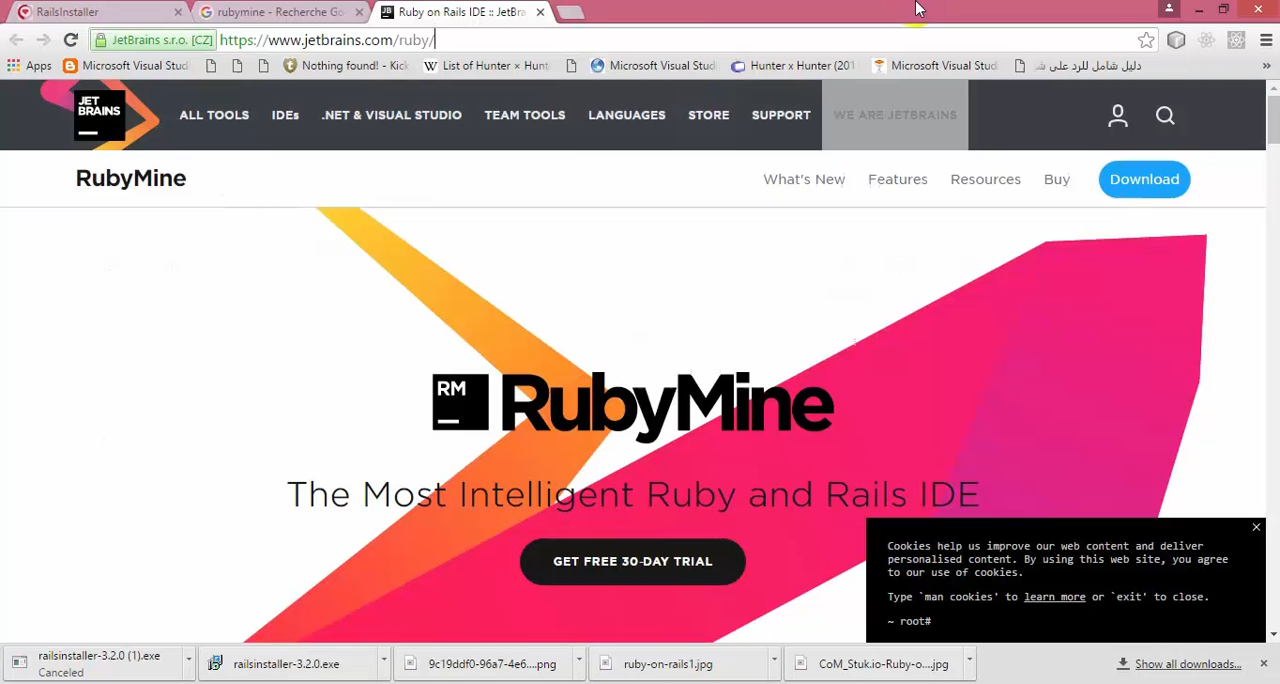 RailsInstaller
rubymine - Recherche Go
Ruby on Rails IDE :: JetBra
JetBrains s.r.o. [CZ]
https://www.jetbrains.com/ruby/
Apps
Microsoft Visual Stud
Nothing found! - Kick
List of Hunter × Hunt
Microsoft Visual Stud
Hunter x Hunter (201
Microsoft Visual Stud
دليل شامل للرد على ش
»
JET
BRAINS
ALL TOOLS
IDEs
.NET & VISUAL STUDIO
TEAM TOOLS
LANGUAGES
STORE
SUPPORT
WE ARE JETBRAINS
RubyMine
What's New
Features
Resources
Buy
Download
RM
RubyMine
The Most Intelligent Ruby and Rails IDE
GET FREE 30-DAY TRIAL
Cookies help us improve our web content and deliver
personalised content. By using this web site, you agree
to our use of cookies.
Type `man cookies' to learn more or `exit' to close.
~ root#
railsinstaller-3.2.0 (1).exe
Canceled
railsinstaller-3.2.0.exe
9c19ddf0-96a7-4e6....png
ruby-on-rails1.jpg
CoM_Stuk.io-Ruby-o....jpg
Show all downloads...